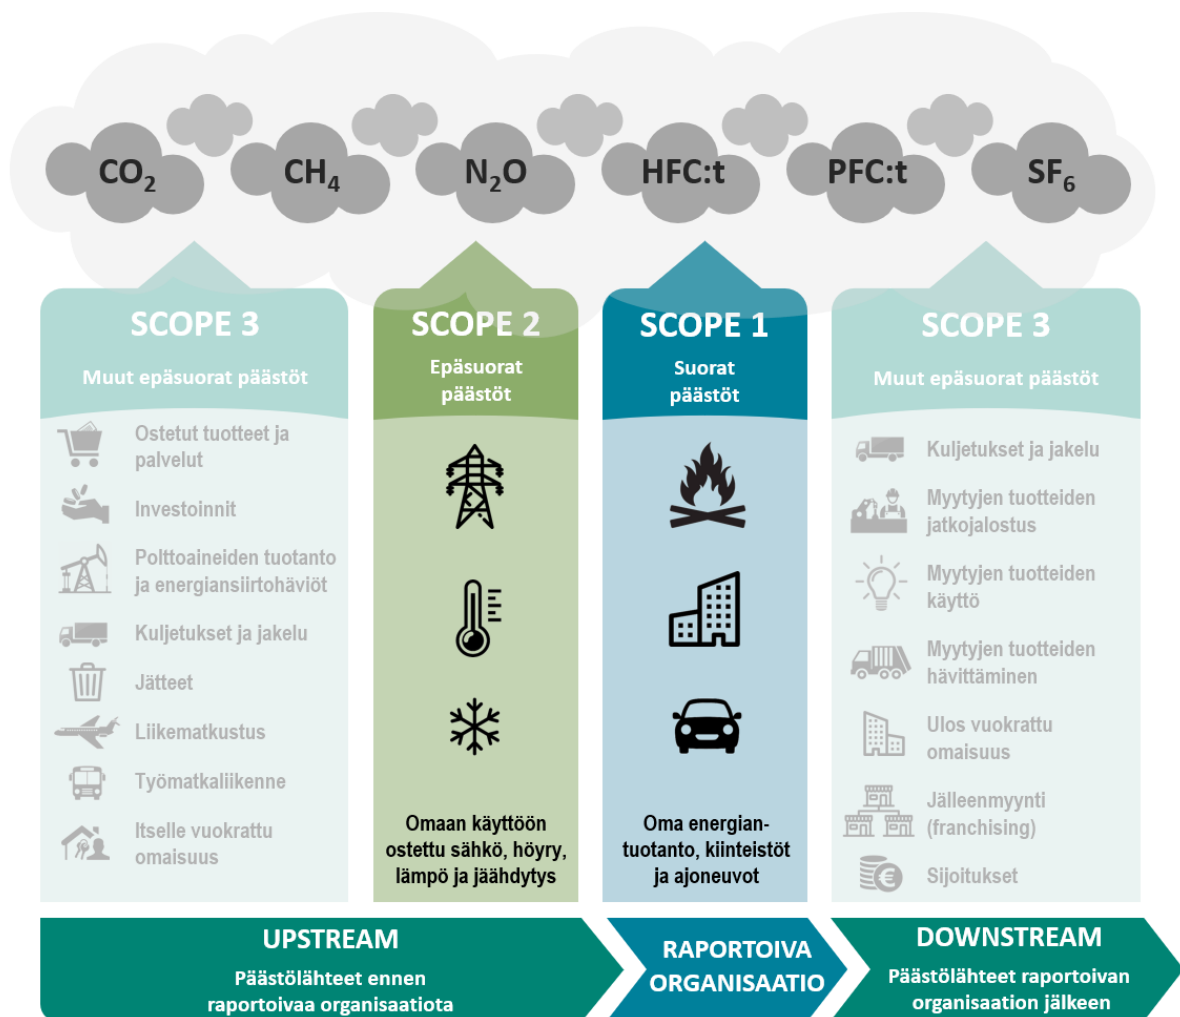 CO₂
CH₄
N₂O
HFC:t
PFC:t
SF₆
SCOPE 3
Muut epäsuorat päästöt
Ostetut tuotteet ja
palvelut
Investoinnit
Polttoaineiden tuotanto
ja energiansiirtohäviöt
Kuljetukset ja jakelu
Jätteet
Liikematkustus
Työmatkaliikenne
Itselle vuokrattu
omaisuus
SCOPE 2
Epäsuorat
päästöt
Omaan käyttöön
ostettu sähkö, höyry,
lämpö ja jäähdytys
SCOPE 1
Suorat
päästöt
Oma energian-
tuotanto, kiinteistöt
ja ajoneuvot
SCOPE 3
Muut epäsuorat päästöt
Kuljetukset ja jakelu
Myytyjen tuotteiden
jatkojalostus
Myytyjen tuotteiden
käyttö
Myytyjen tuotteiden
hävittäminen
Ulos vuokrattu
omaisuus
Jälleenmyynti
(franchising)
Sijoitukset
UPSTREAM
Päästölähteet ennen
raportoivaa organisaatiota
RAPORTOIVA
ORGANISAATIO
DOWNSTREAM
Päästölähteet raportoivan
organisaation jälkeen